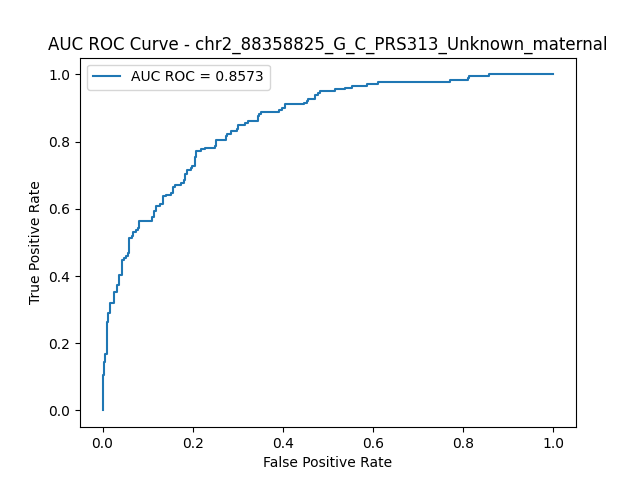 AUC ROC Curve - chr2_88358825_G_C_PRS313_Unknown_maternal
AUC ROC = 0.8573
1.0
0.8
0.6
0.4
0.2
0.0
True Positive Rate
0.0 0.2 0.4 0.6 0.8 1.0
False Positive Rate